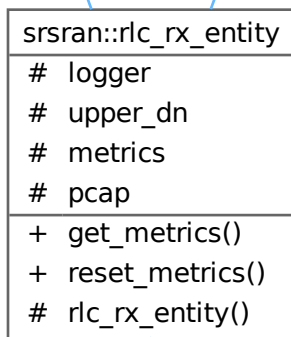 srsran::rlc_rx_entity
# logger
# upper_dn
# metrics
# pcap
+ get_metrics()
+ reset_metrics()
# rlc_rx_entity()